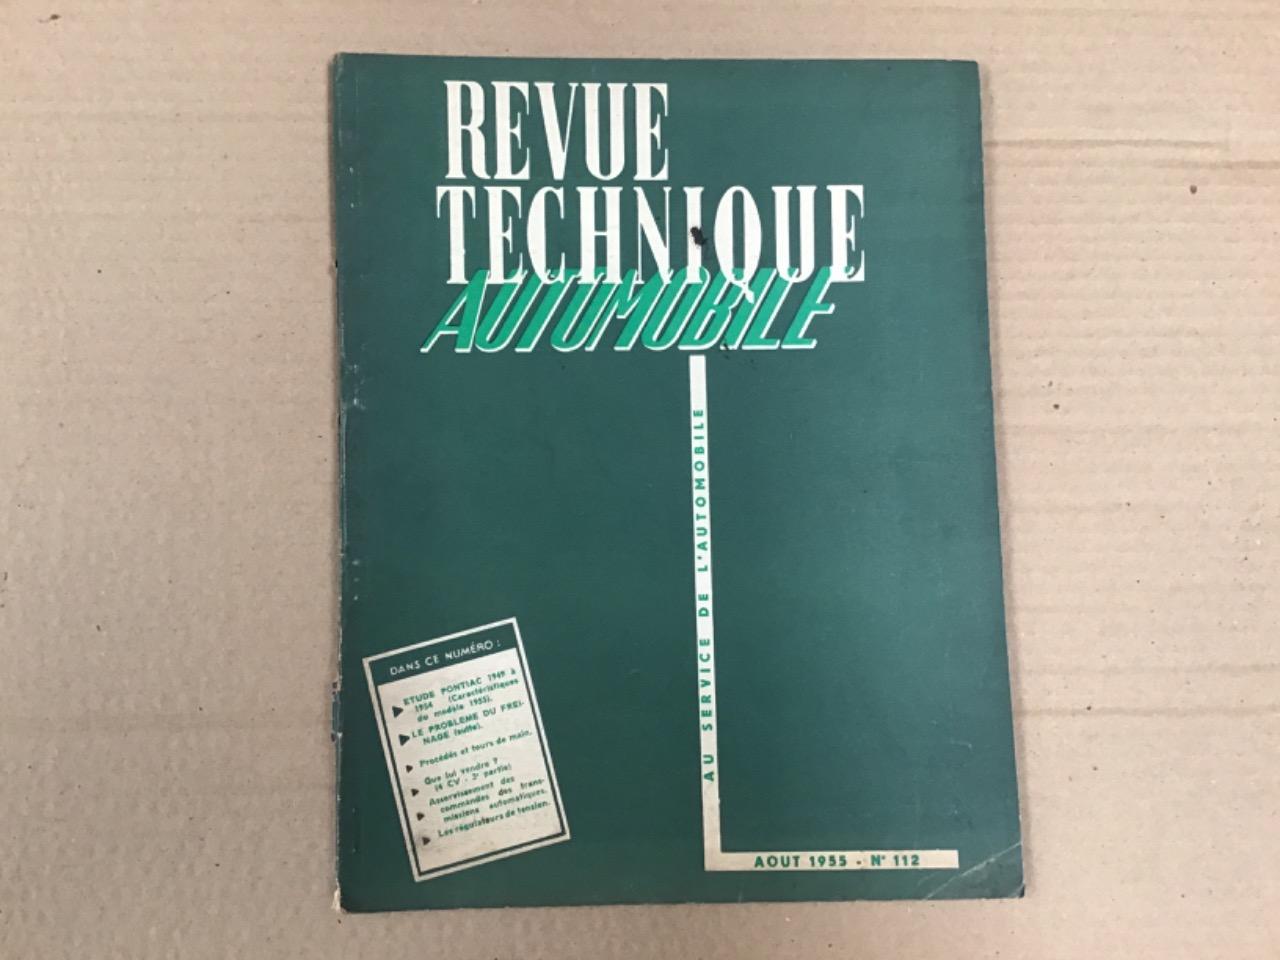 REVUE
TECHNIQUE
AUTOMOBILE
AU SERVICE DE L'AUTOMOBILE
DANS CE NUMÉRO :
ETUDE PONTIAC 1949 à
1954 (Caractéristiques
du modèle 1955).
LE PROBLEME DU FREI-
NAGE (suite).
Procédés et tours de main.
Que lui vendre ?
(4 CV - 3e partie)
Asservissement des
commandes des trans-
missions automatiques.
Les régulateurs de tension.
AOUT 1955 - N° 112